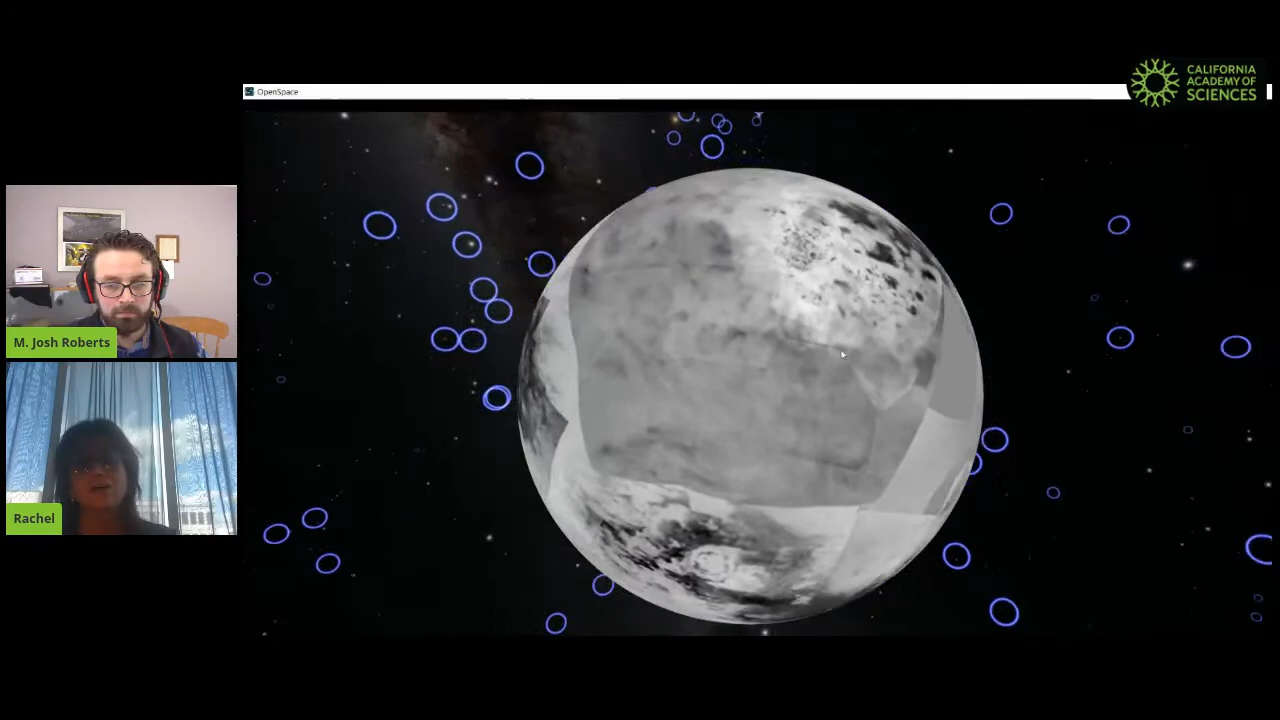 OpenSpace
CALIFORNIA
ACADEMY OF
SCIENCES
M. Josh Roberts
Rachel